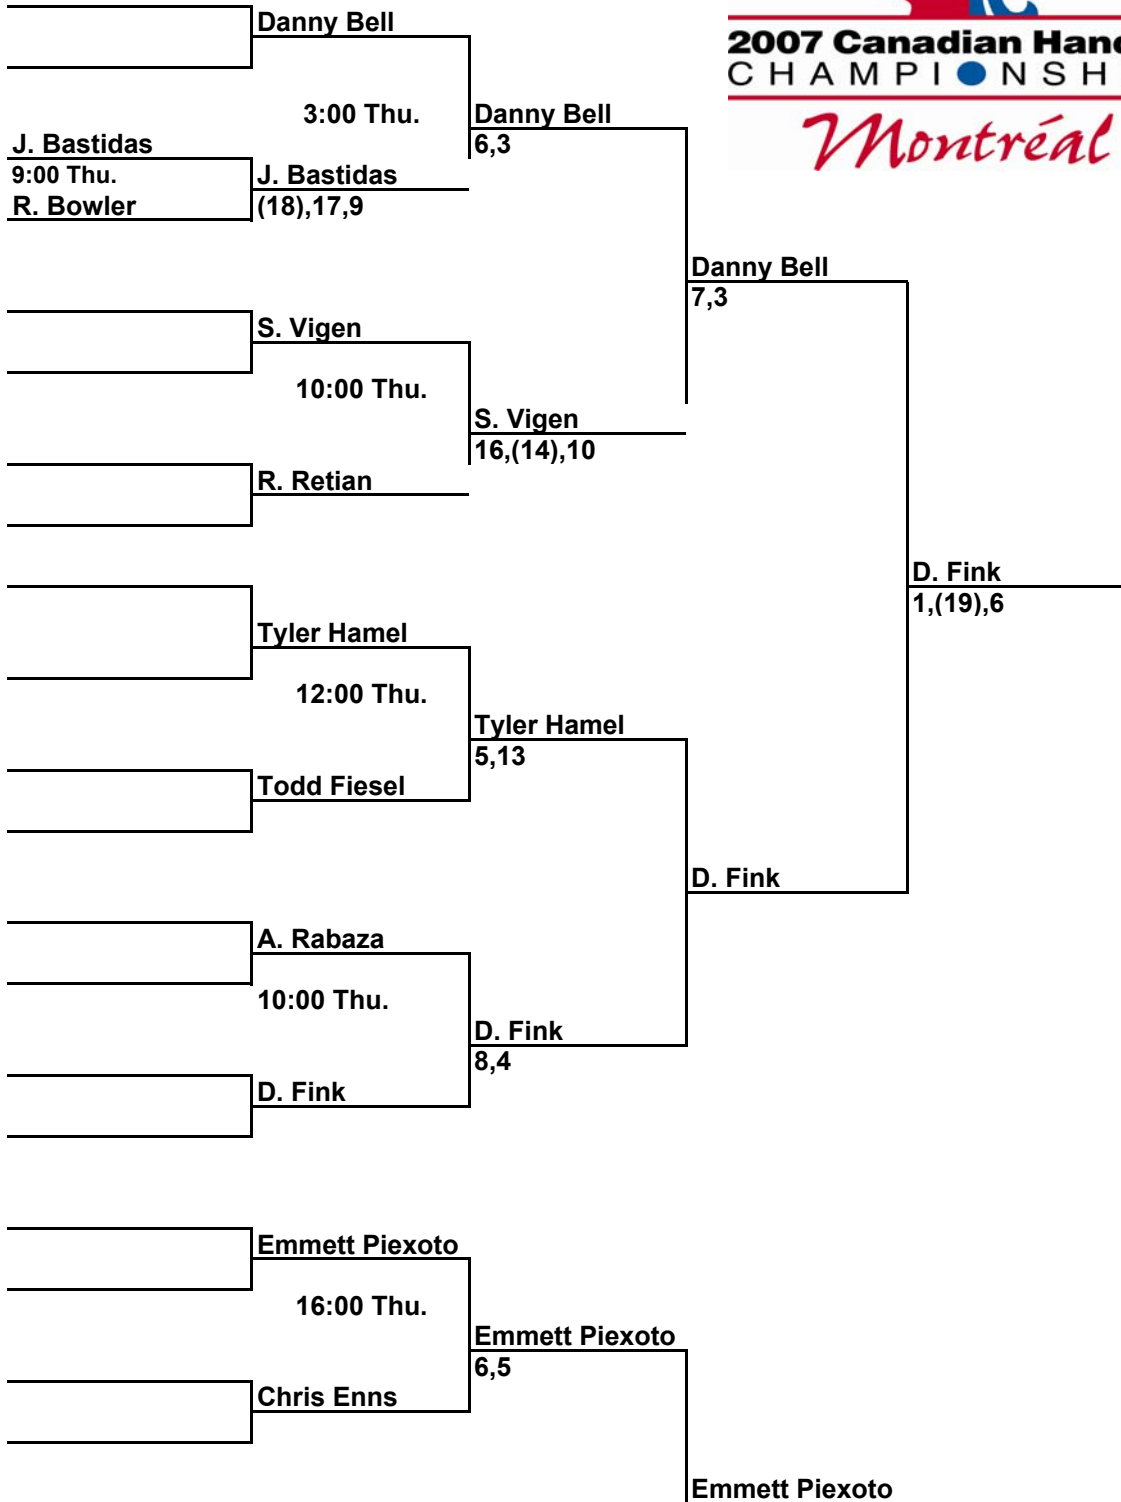 Danny Bell
2007 Canadian Hand
CHAMPIONSH
Montréal
3:00 Thu.
Danny Bell
6,3
J. Bastidas
9:00 Thu.
R. Bowler
J. Bastidas
(18),17,9
Danny Bell
7,3
S. Vigen
10:00 Thu.
S. Vigen
16,(14),10
R. Retian
D. Fink
1,(19),6
Tyler Hamel
12:00 Thu.
Tyler Hamel
5,13
Todd Fiesel
D. Fink
A. Rabaza
10:00 Thu.
D. Fink
8,4
D. Fink
Emmett Piexoto
16:00 Thu.
Emmett Piexoto
6,5
Chris Enns
Emmett Piexoto